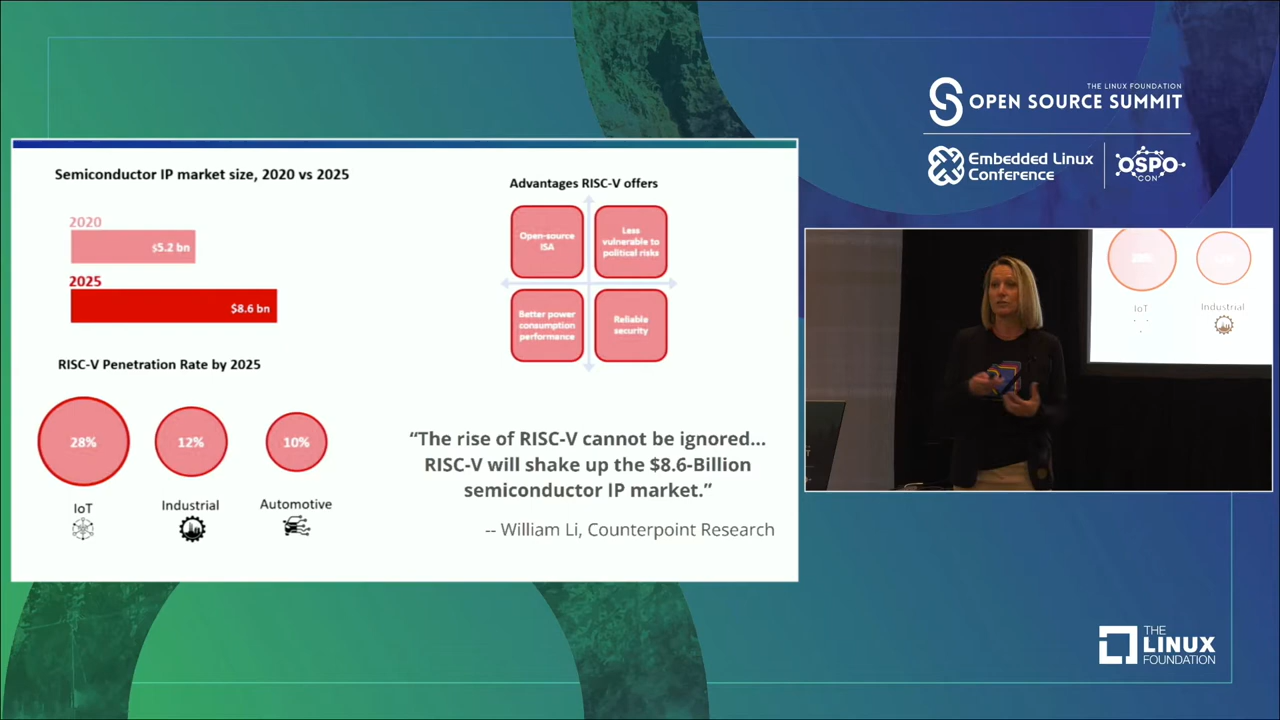 THE LINUX FOUNDATION
OPEN SOURCE SUMMIT
Embedded Linux
Conference
OSPO
CON
Semiconductor IP market size, 2020 vs 2025
2020
$5.2 bn
2025
$8.6 bn
RISC-V Penetration Rate by 2025
28%
12%
10%
IoT
Industrial
Automotive
Advantages RISC-V offers
Open-source
ISA
Less
vulnerable to
political risks
Better power
consumption
performance
Reliable
security
“The rise of RISC-V cannot be ignored...
RISC-V will shake up the $8.6-Billion
semiconductor IP market.”
-- William Li, Counterpoint Research
IoT
Industrial
THE
LINUX
FOUNDATION